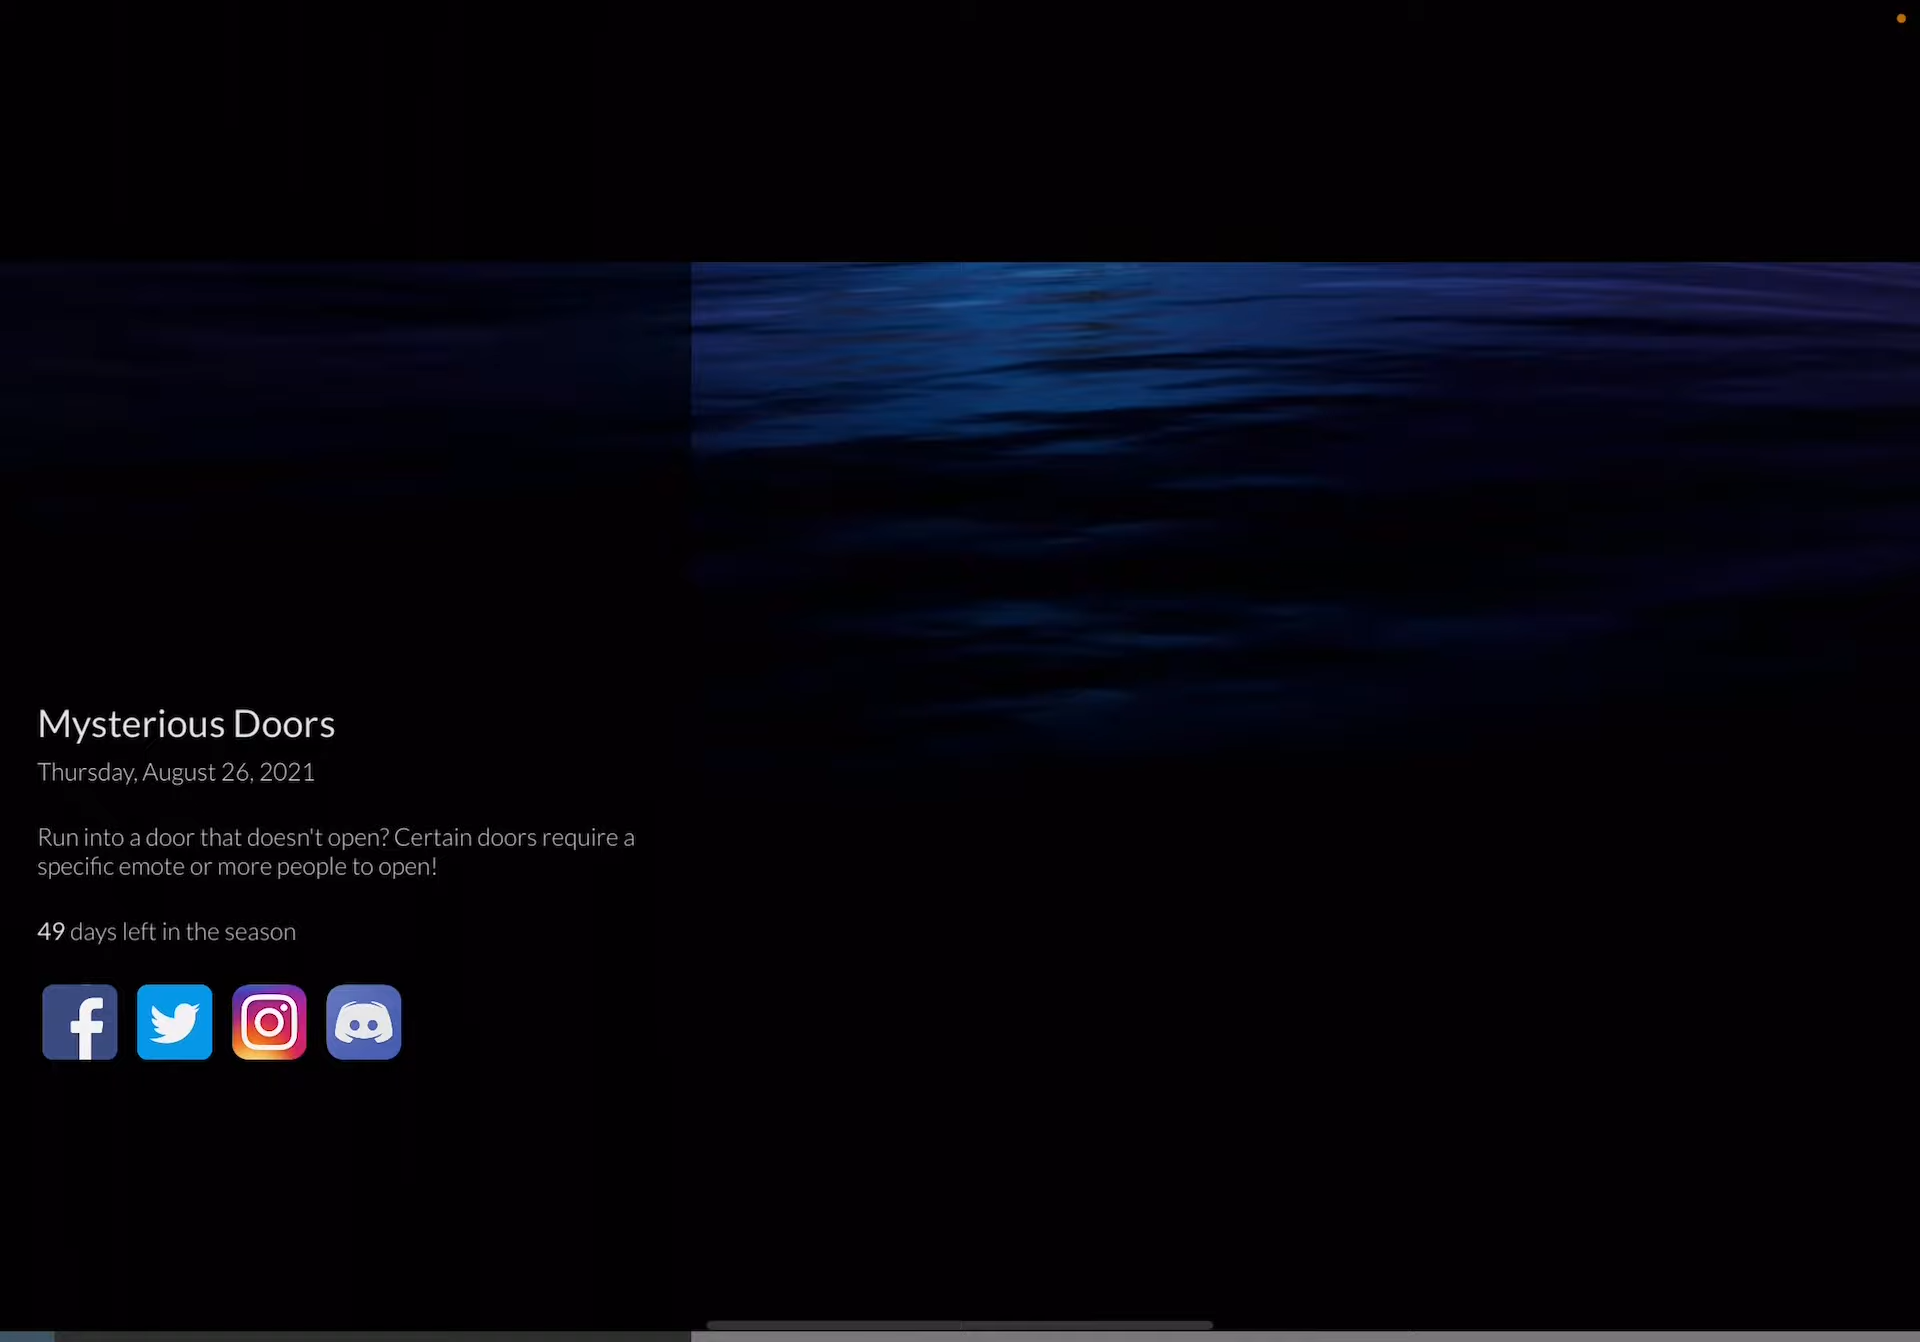 Mysterious Doors
Thursday, August 26, 2021
Run into a door that doesn't open? Certain doors require a
specific emote or more people to open!
49 days left in the season